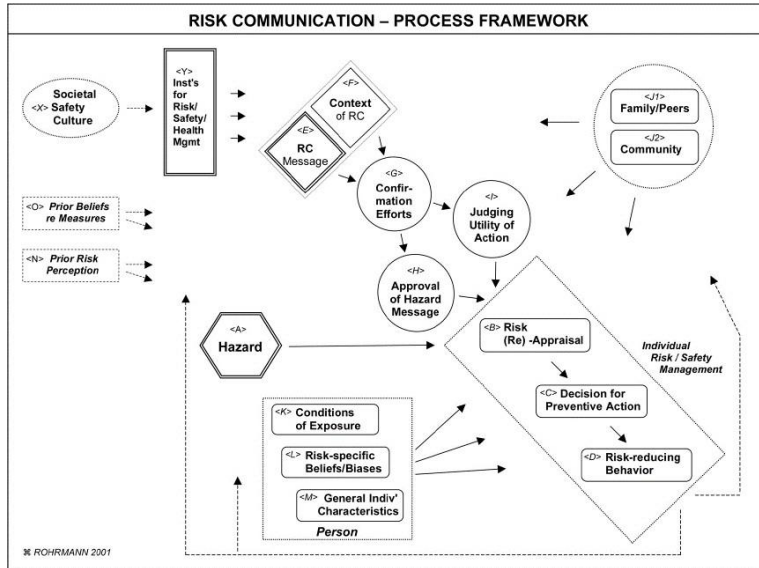 RISK COMMUNICATION – PROCESS FRAMEWORK
Societal
<X> Safety
Culture
<Y>
Inst's
for
Risk/
Safety/
Health
Mgmt
<F>
Context
of RC
<E>
RC
Message
<J1>
Family/Peers
<J2>
Community
<G>
Confir-
mation
Efforts
<I>
Judging
Utility of
Action
<O> Prior Beliefs
re Measures
<N> Prior Risk
Perception
<H>
Approval
of Hazard
Message
<A>
Hazard
<B> Risk
(Re) -Appraisal
Individual
Risk / Safety
Management
<C> Decision for
Preventive Action
<D> Risk-reducing
Behavior
<K> Conditions
of Exposure
<L> Risk-specific
Beliefs/Biases
<M> General Indiv'
Characteristics
Person
⌘ ROHRMANN 2001